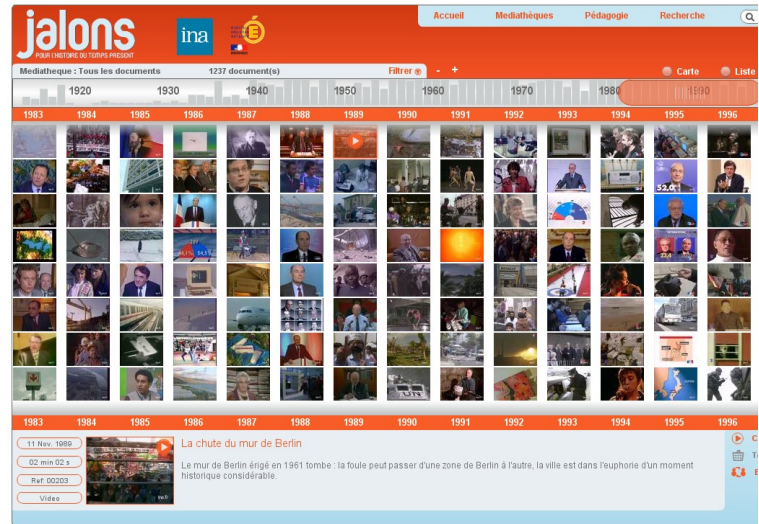 jalons
POUR L'HISTOIRE DU TEMPS PRÉSENT
ina
Accueil Mediathèques Pédagogie Recherche
Mediatheque : Tous les documents 1237 document(s) Filtrer - + Carte Liste
1920 1930 1940 1950 1960 1970 1980 1990
1983 1984 1985 1986 1987 1988 1989 1990 1991 1992 1993 1994 1995 1996
52,0
1983 1984 1985 1986 1987 1988 1989 1990 1991 1992 1993 1994 1995 1996
11 Nov. 1989
02 min 02 s
Ref: 00203
Video
La chute du mur de Berlin
Le mur de Berlin érigé en 1961 tombe : la foule peut passer d'une zone de Berlin à l'autre, la ville est dans l'euphorie d'un moment
historique considérable.